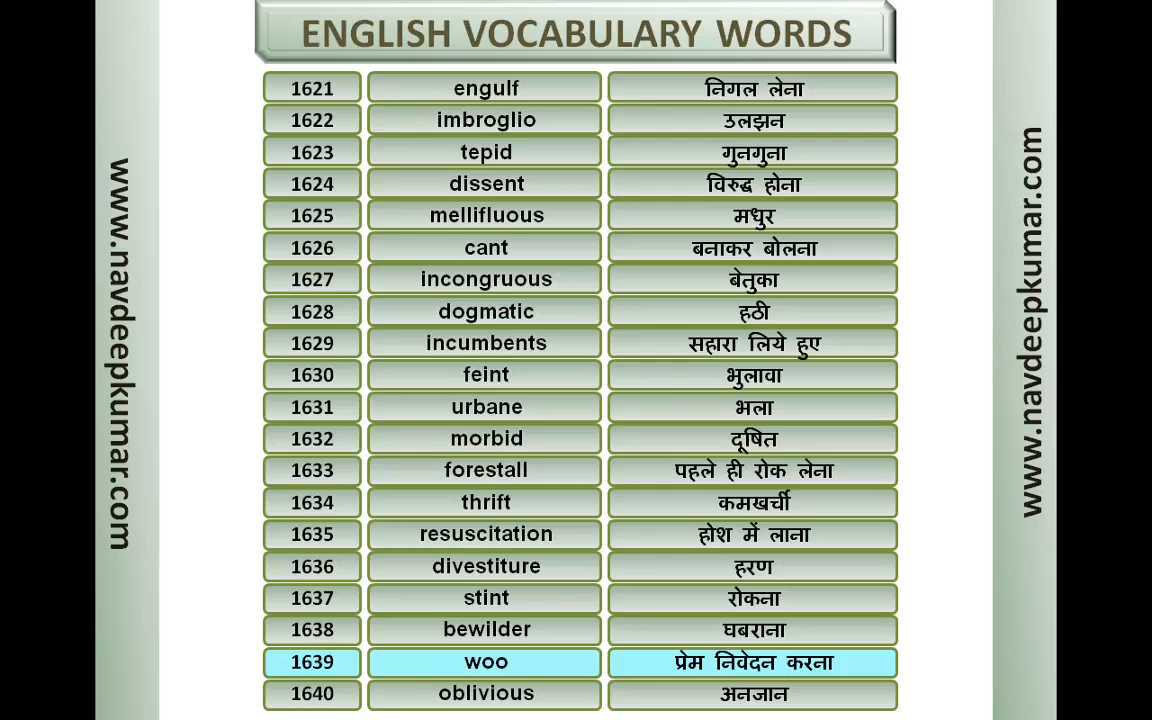 ENGLISH VOCABULARY WORDS
1621 engulf निगल लेना
1622 imbroglio उलझन
1623 tepid गुनगुना
1624 dissent विरुद्ध होना
1625 mellifluous मधुर
1626 cant बनाकर बोलना
1627 incongruous बेतुका
1628 dogmatic हठी
1629 incumbents सहारा लिये हुए
1630 feint भुलावा
1631 urbane भला
1632 morbid दूषित
1633 forestall पहले ही रोक लेना
1634 thrift कमखर्ची
1635 resuscitation होश में लाना
1636 divestiture हरण
1637 stint रोकना
1638 bewilder घबराना
1639 woo प्रेम निवेदन करना
1640 oblivious अनजान
www.navdeepkumar.com
www.navdeepkumar.com